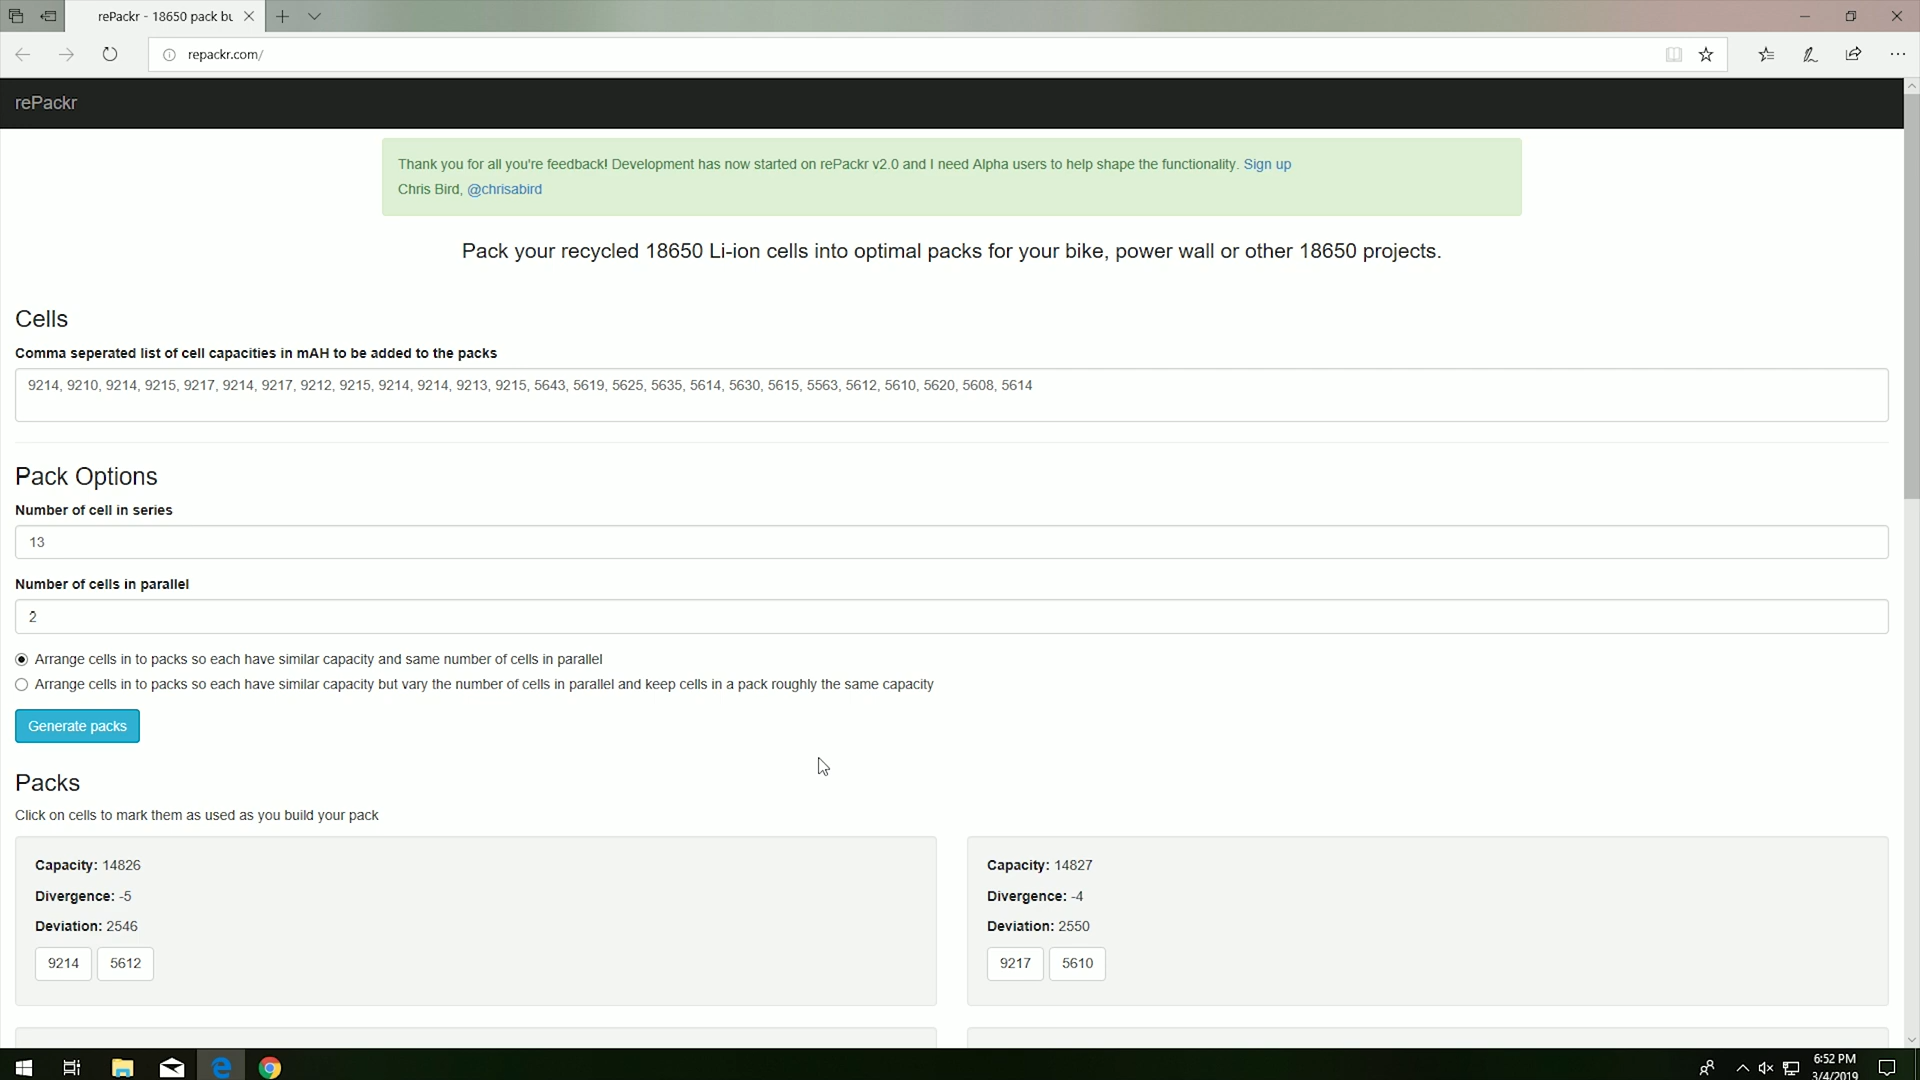 rePackr - 18650 pack bu
repackr.com/
rePackr
Thank you for all you're feedback! Development has now started on rePackr v2.0 and I need Alpha users to help shape the functionality. Sign up
Chris Bird, @chrisabird
Pack your recycled 18650 Li-ion cells into optimal packs for your bike, power wall or other 18650 projects.
Cells
Comma seperated list of cell capacities in mAH to be added to the packs
9214, 9210, 9214, 9215, 9217, 9214, 9217, 9212, 9215, 9214, 9214, 9213, 9215, 5643, 5619, 5625, 5635, 5614, 5630, 5615, 5563, 5612, 5610, 5620, 5608, 5614
Pack Options
Number of cell in series
13
Number of cells in parallel
2
Arrange cells in to packs so each have similar capacity and same number of cells in parallel
Arrange cells in to packs so each have similar capacity but vary the number of cells in parallel and keep cells in a pack roughly the same capacity
Generate packs
Packs
Click on cells to mark them as used as you build your pack
Capacity: 14826
Divergence: -5
Deviation: 2546
9214 5612
Capacity: 14827
Divergence: -4
Deviation: 2550
9217 5610
6:52 PM
3/4/2019